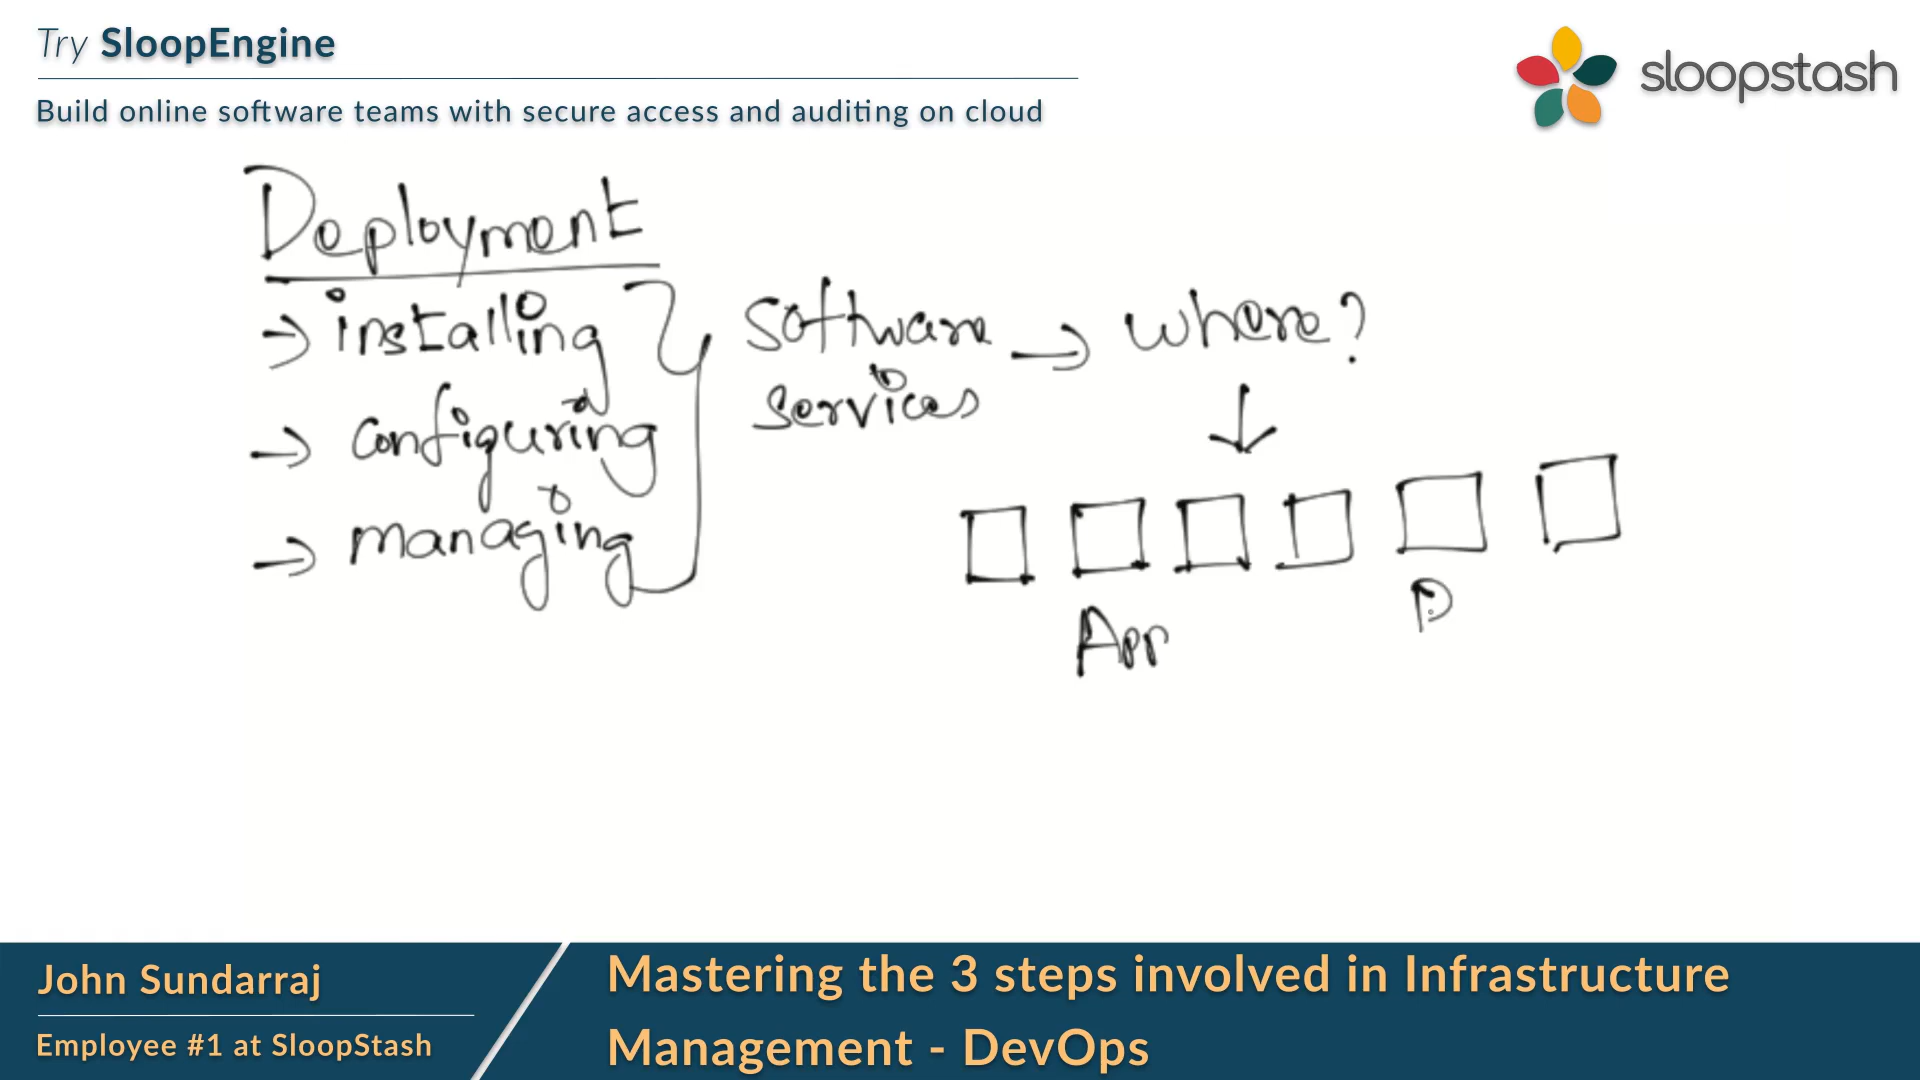 Try SloopEngine
sloopstash
Build online software teams with secure access and auditing on cloud
Deployment
→ installing
→ configuring
→ managing
Software → where?
services
App
D
John Sundarraj
Employee #1 at SloopStash
Mastering the 3 steps involved in Infrastructure
Management - DevOps